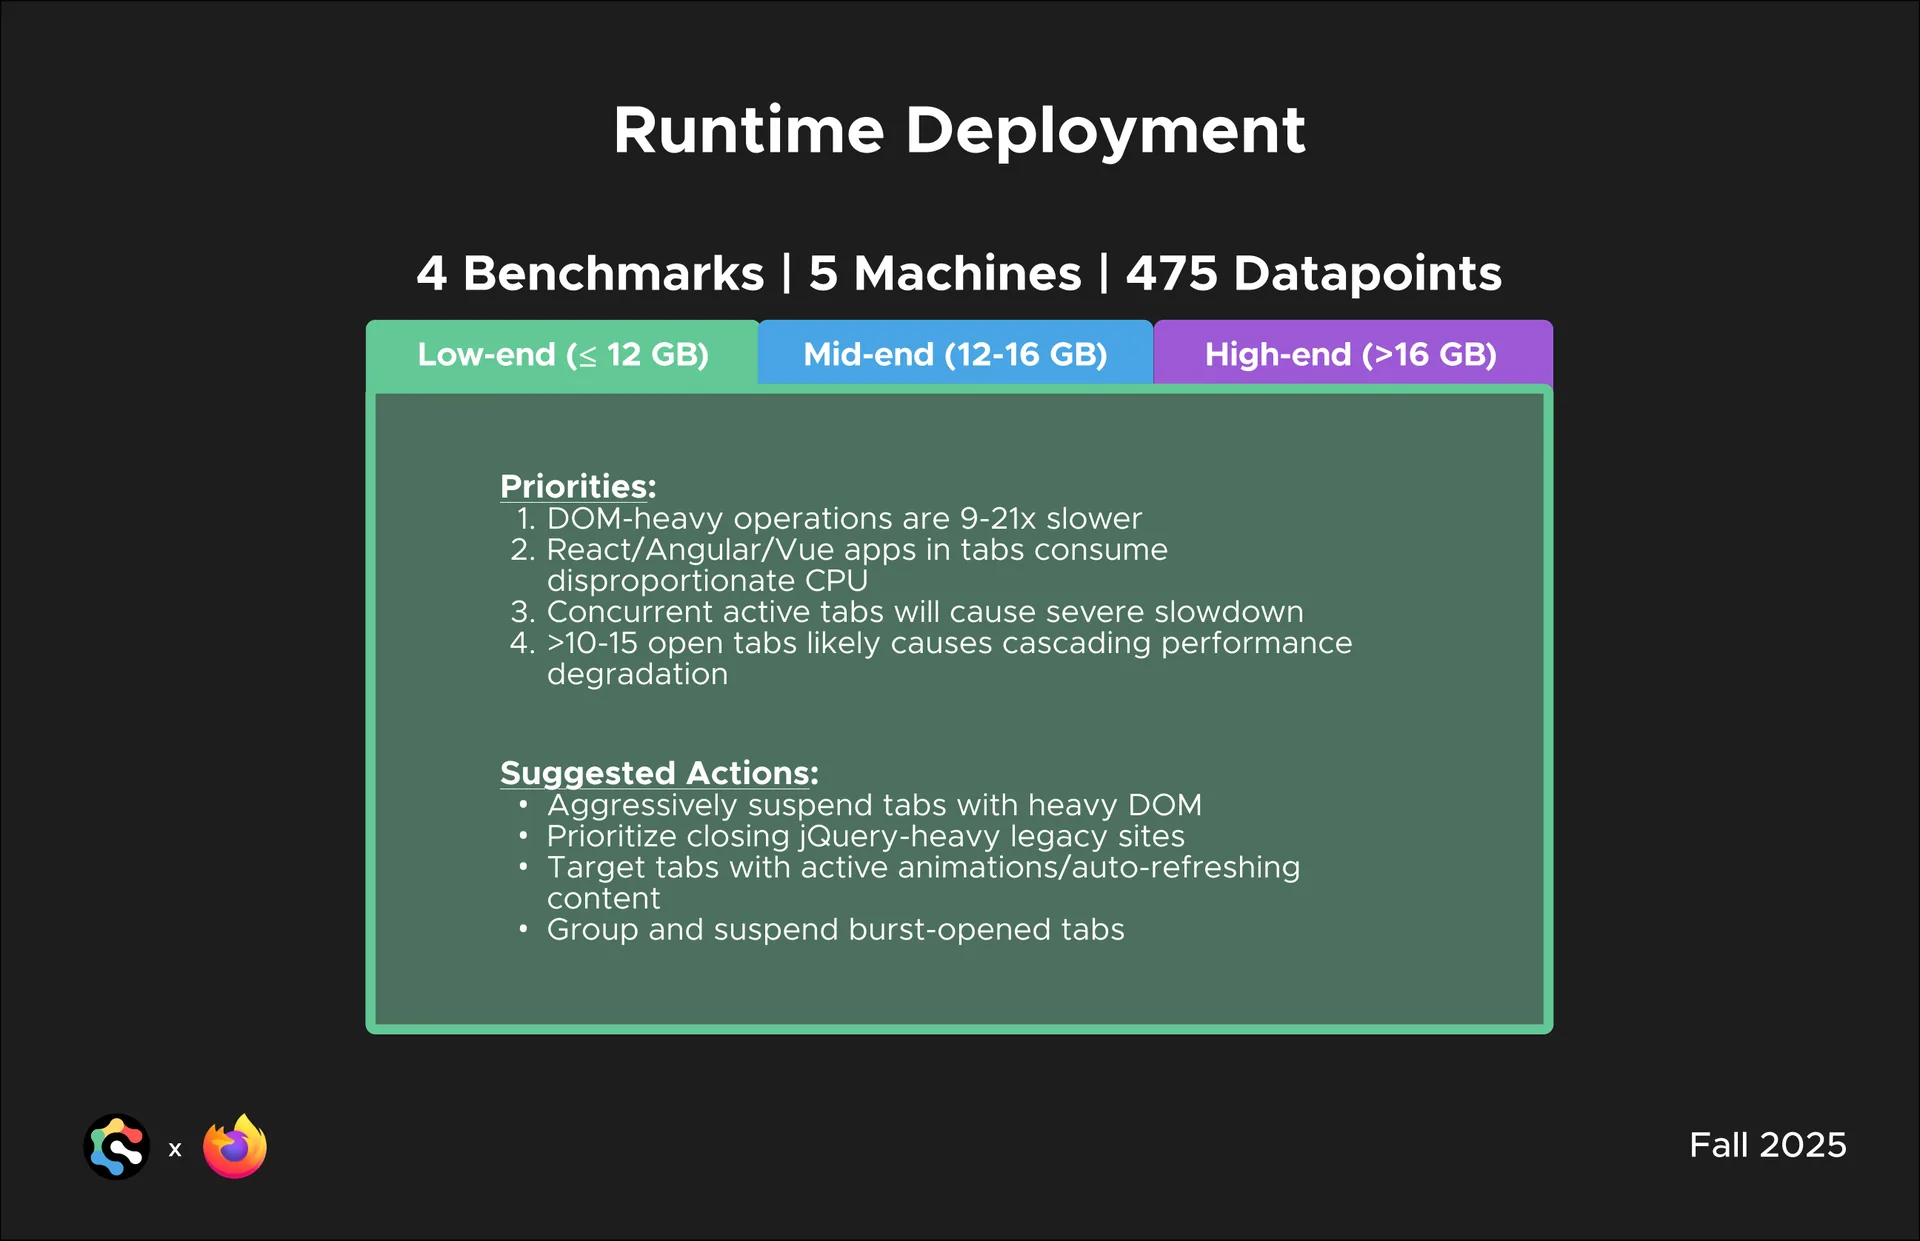 Runtime Deployment
4 Benchmarks | 5 Machines | 475 Datapoints
Low-end (≤ 12 GB)
Mid-end (12-16 GB)
High-end (>16 GB)
Priorities:
1. DOM-heavy operations are 9-21x slower
2. React/Angular/Vue apps in tabs consume
disproportionate CPU
3. Concurrent active tabs will cause severe slowdown
4. >10-15 open tabs likely causes cascading performance
degradation
Suggested Actions:
• Aggressively suspend tabs with heavy DOM
• Prioritize closing jQuery-heavy legacy sites
• Target tabs with active animations/auto-refreshing
content
• Group and suspend burst-opened tabs
x
Fall 2025